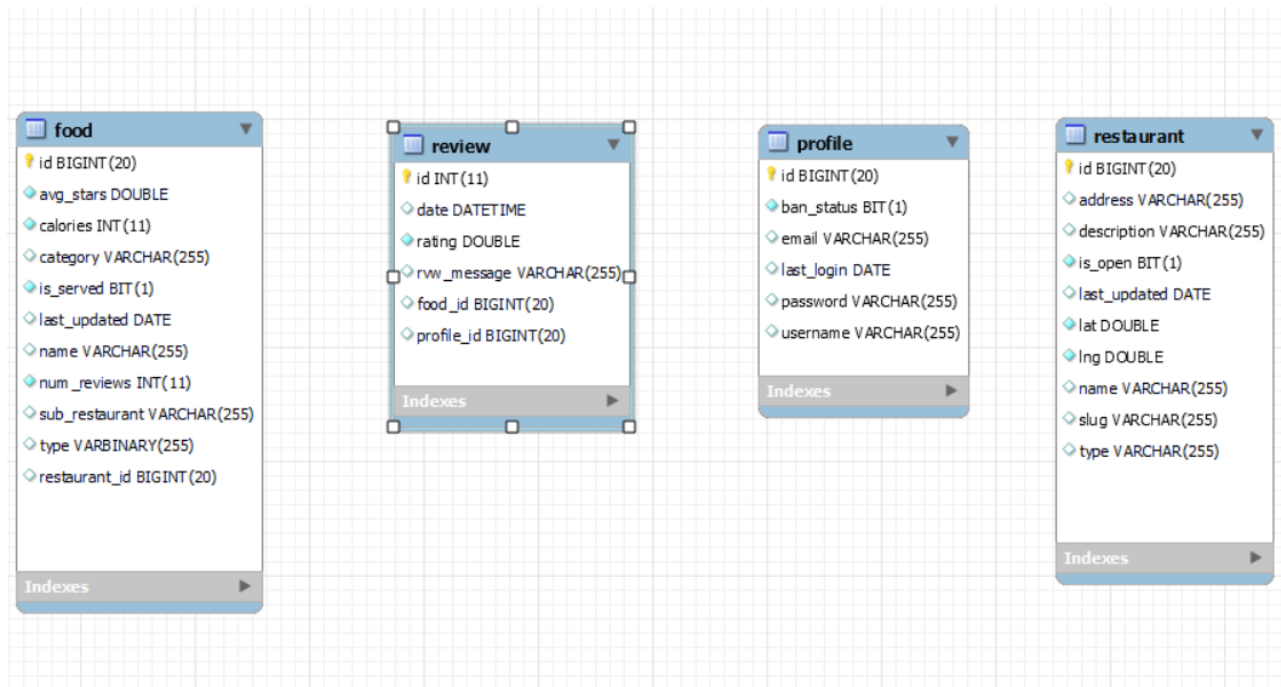 food
id BIGINT(20)
avg_stars DOUBLE
calories INT(11)
category VARCHAR(255)
is_served BIT(1)
last_updated DATE
name VARCHAR(255)
num_reviews INT(11)
sub_restaurant VARCHAR(255)
type VARBINARY(255)
restaurant_id BIGINT(20)
Indexes
review
id INT(11)
date DATETIME
rating DOUBLE
rvw_message VARCHAR(255)
food_id BIGINT(20)
profile_id BIGINT(20)
Indexes
profile
id BIGINT(20)
ban_status BIT(1)
email VARCHAR(255)
last_login DATE
password VARCHAR(255)
username VARCHAR(255)
Indexes
restaurant
id BIGINT(20)
address VARCHAR(255)
description VARCHAR(255)
is_open BIT(1)
last_updated DATE
lat DOUBLE
lng DOUBLE
name VARCHAR(255)
slug VARCHAR(255)
type VARCHAR(255)
Indexes